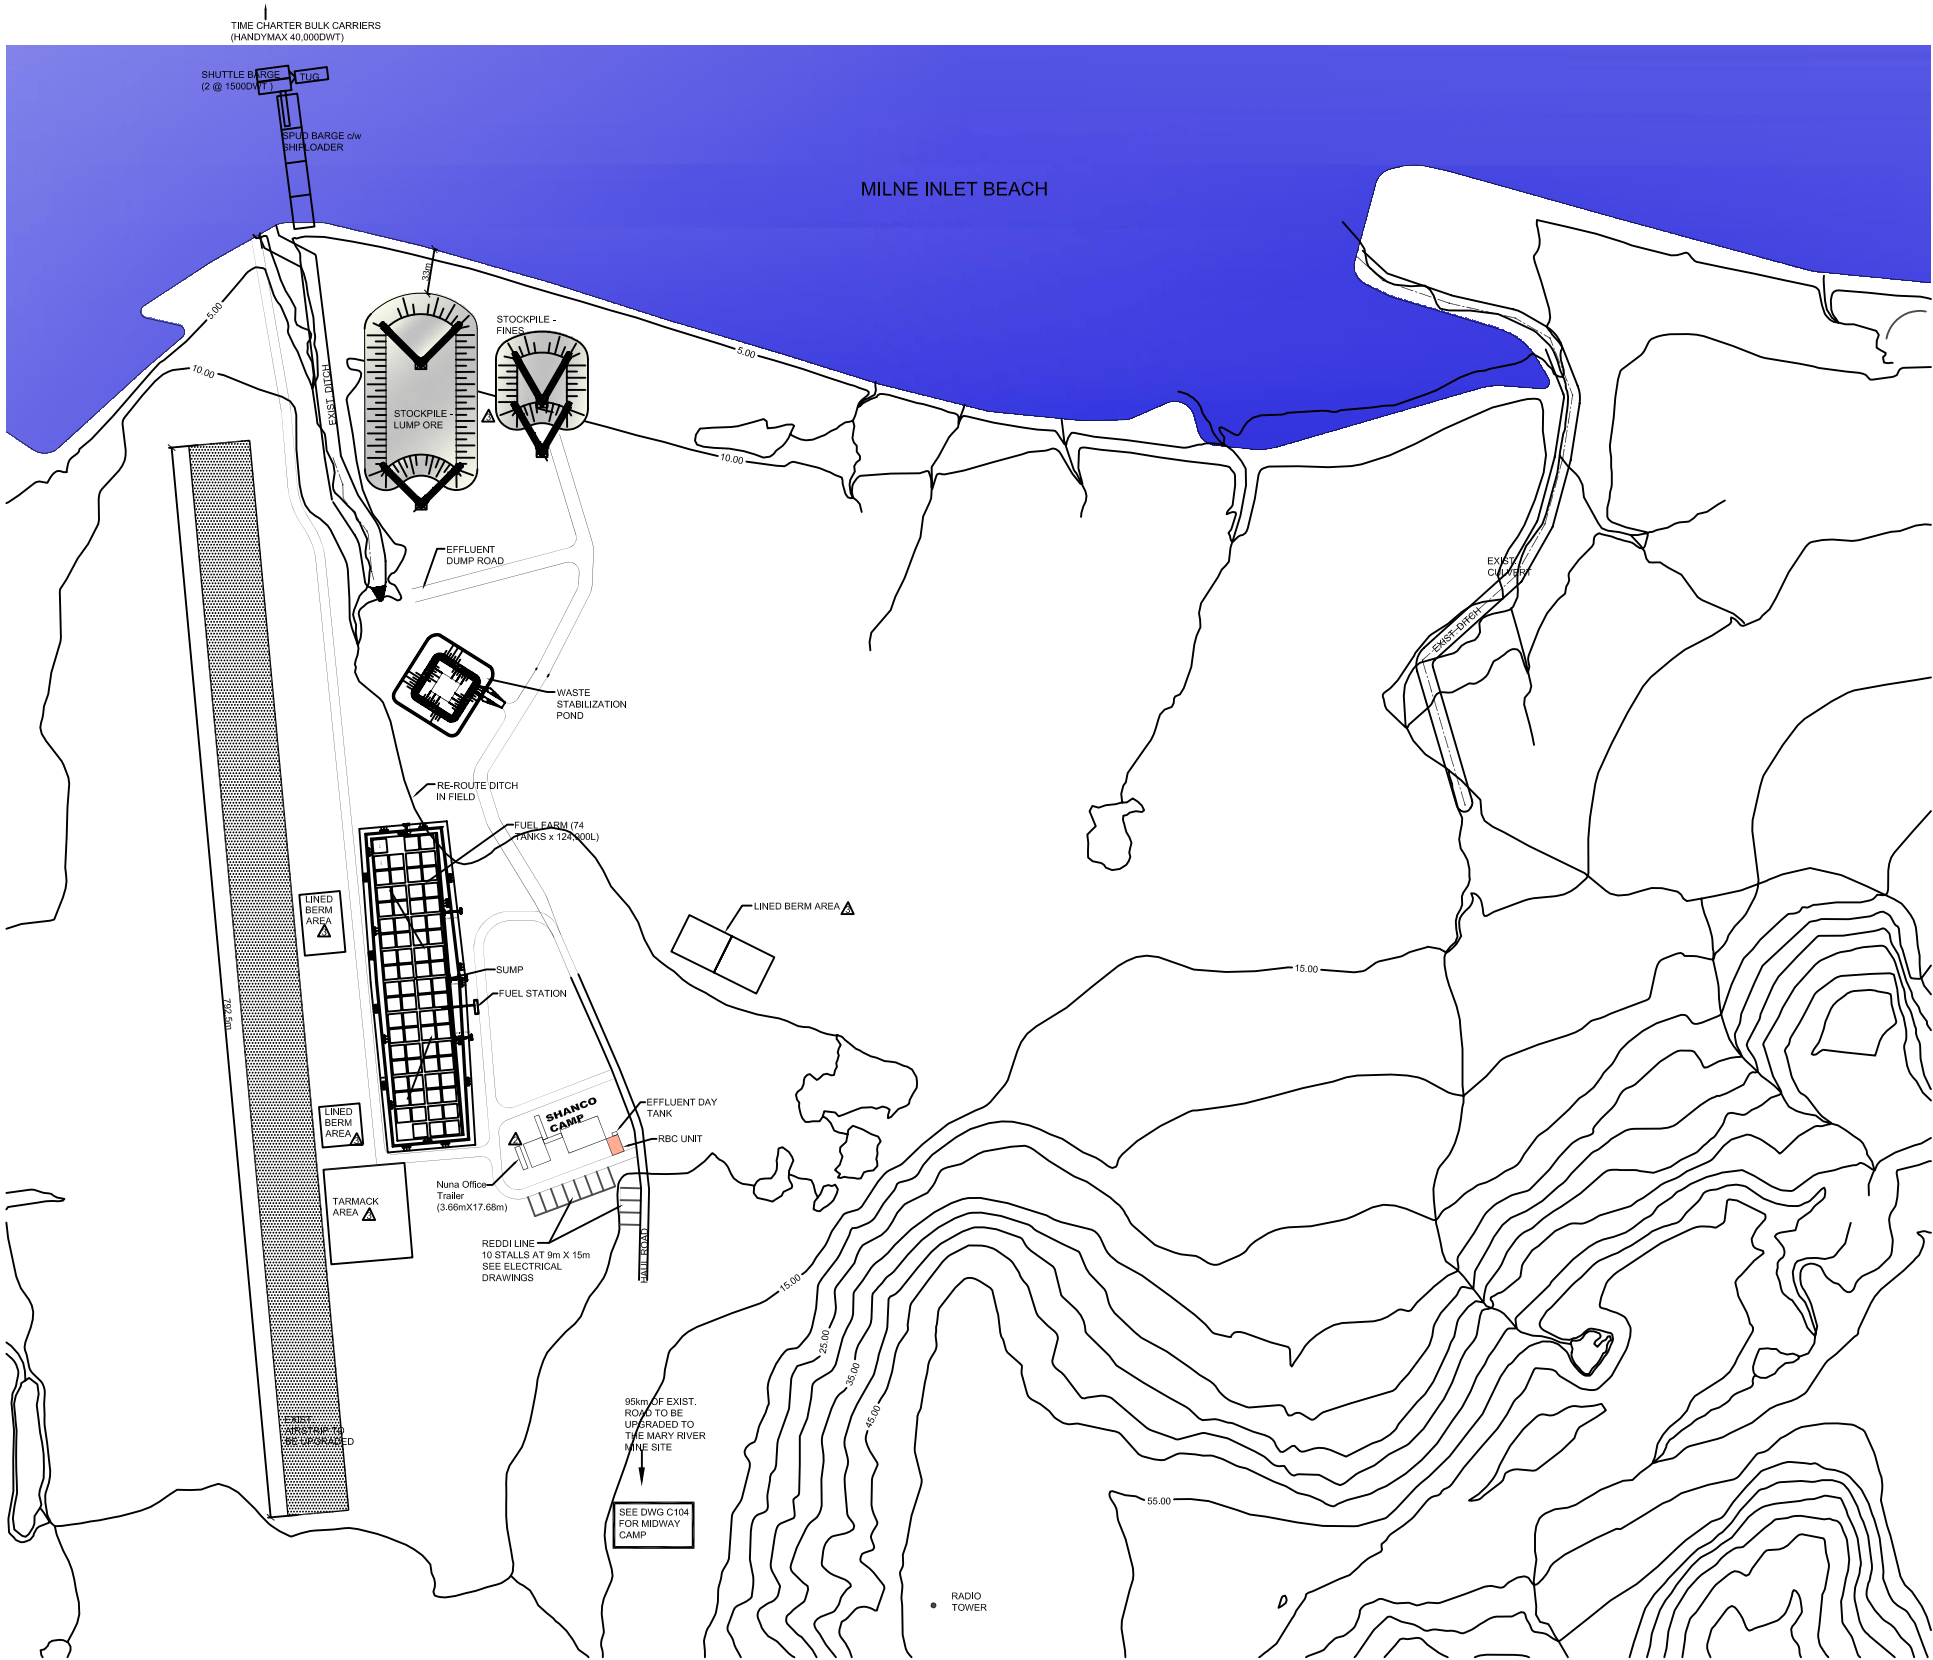 TIME CHARTER BULK CARRIERS
(HANDYMAX 40,000DWT)
SHUTTLE BARGE
(2 @ 1500DWT )
TUG
SPUD BARGE c/w
SHIPLOADER
MILNE INLET BEACH
33m
5.00
STOCKPILE -
FINES
5.00
10.00
EXIST. DITCH
STOCKPILE -
LUMP ORE
3
10.00
EFFLUENT
DUMP ROAD
EXIST.
CULVERT
EXIST. DITCH
WASTE
STABILIZATION
POND
RE-ROUTE DITCH
IN FIELD
FUEL FARM (74
TANKS x 124,900L)
LINED
BERM
AREA
3
LINED BERM AREA
3
SUMP
15.00
FUEL STATION
792.5m
SHANCO
CAMP
EFFLUENT DAY
TANK
LINED
BERM
AREA
3
RBC UNIT
Nuna Office
Trailer
(3.66mX17.68m)
TARMACK
AREA
3
REDDI LINE
10 STALLS AT 9m X 15m
SEE ELECTRICAL
DRAWINGS
HAUL ROAD
15.00
25.00
35.00
45.00
95km OF EXIST.
ROAD TO BE
UPGRADED TO
THE MARY RIVER
MINE SITE
EXIST.
AIRSTRIP TO
BE UPGRADED
55.00
SEE DWG C104
FOR MIDWAY
CAMP
RADIO
TOWER